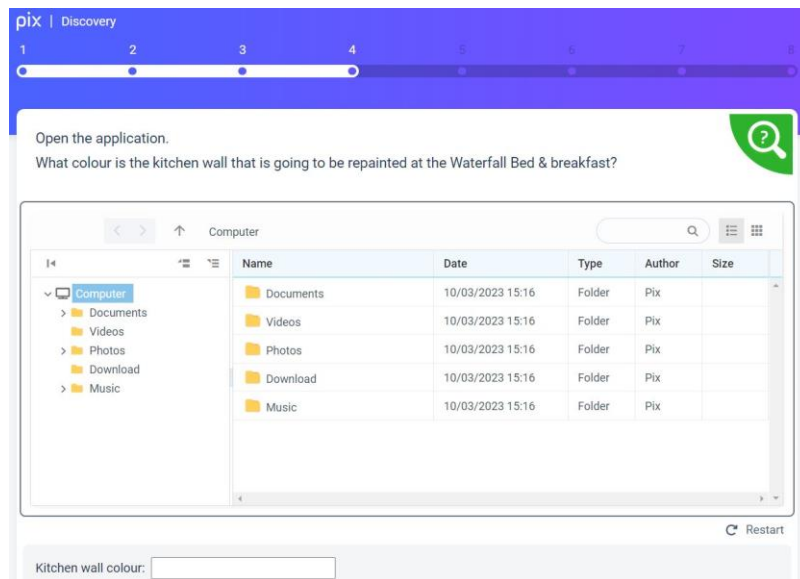 pix | Discovery
1 2 3 4 5 6 7 8
Open the application.
What colour is the kitchen wall that is going to be repainted at the Waterfall Bed & breakfast?
Computer
Name Date Type Author Size
Computer
Documents
Videos
Photos
Download
Music
Documents 10/03/2023 15:16 Folder Pix
Videos 10/03/2023 15:16 Folder Pix
Photos 10/03/2023 15:16 Folder Pix
Download 10/03/2023 15:16 Folder Pix
Music 10/03/2023 15:16 Folder Pix
Restart
Kitchen wall colour: